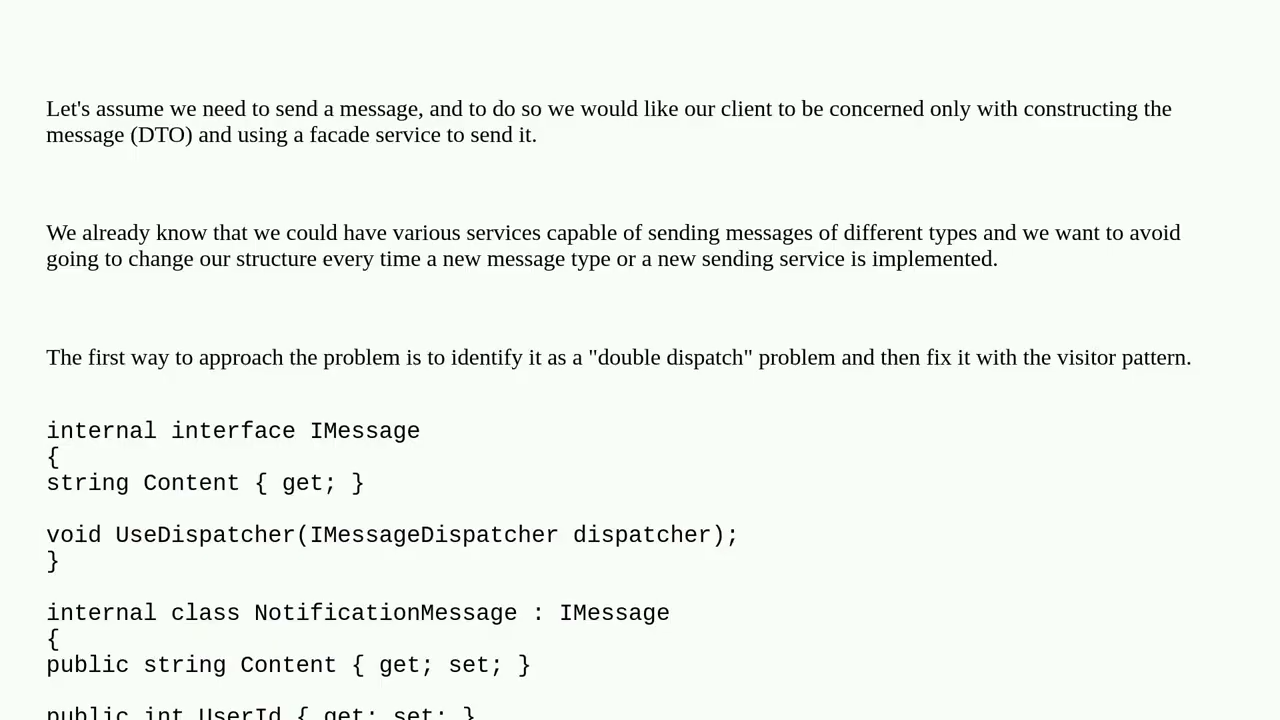 Let's assume we need to send a message, and to do so we would like our client to be concerned only with constructing the
message (DTO) and using a facade service to send it.
We already know that we could have various services capable of sending messages of different types and we want to avoid
going to change our structure every time a new message type or a new sending service is implemented.
The first way to approach the problem is to identify it as a "double dispatch" problem and then fix it with the visitor pattern.
internal interface IMessage
{
string Content { get; }
void UseDispatcher(IMessageDispatcher dispatcher);
}
internal class NotificationMessage : IMessage
{
public string Content { get; set; }
public int UserId { get; set; }